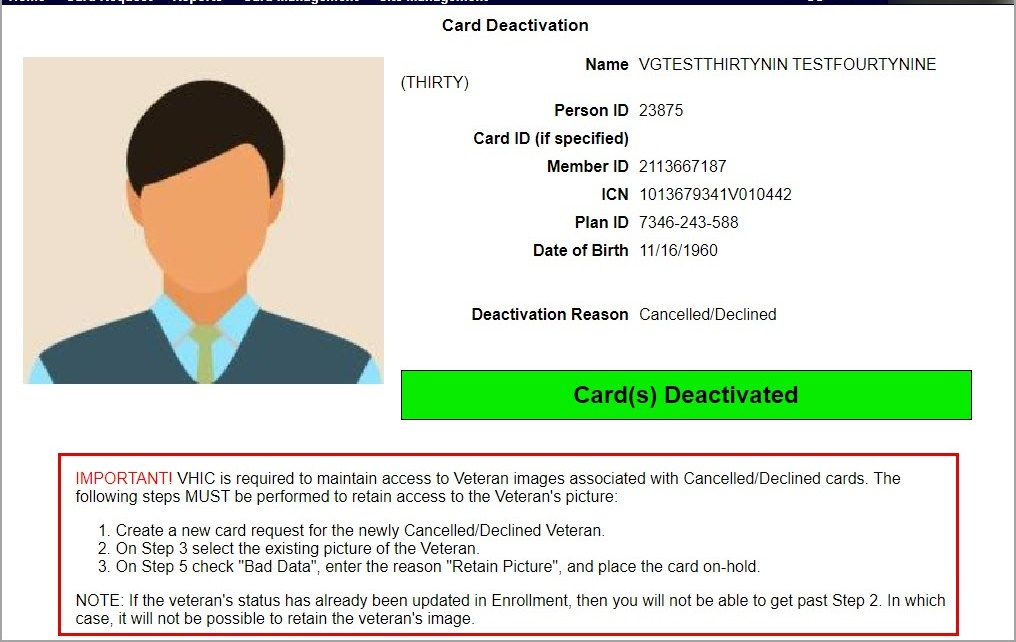 Card Deactivation
Name VGTESTTHIRTYNIN TESTFOURTYNINE
(THIRTY)
Person ID 23875
Card ID (if specified)
Member ID 2113667187
ICN 1013679341V010442
Plan ID 7346-243-588
Date of Birth 11/16/1960
Deactivation Reason Cancelled/Declined
Card(s) Deactivated
IMPORTANT! VHIC is required to maintain access to Veteran images associated with Cancelled/Declined cards. The
following steps MUST be performed to retain access to the Veteran's picture:
1. Create a new card request for the newly Cancelled/Declined Veteran.
2. On Step 3 select the existing picture of the Veteran.
3. On Step 5 check "Bad Data", enter the reason "Retain Picture", and place the card on-hold.
NOTE: If the veteran's status has already been updated in Enrollment, then you will not be able to get past Step 2. In which
case, it will not be possible to retain the veteran's image.